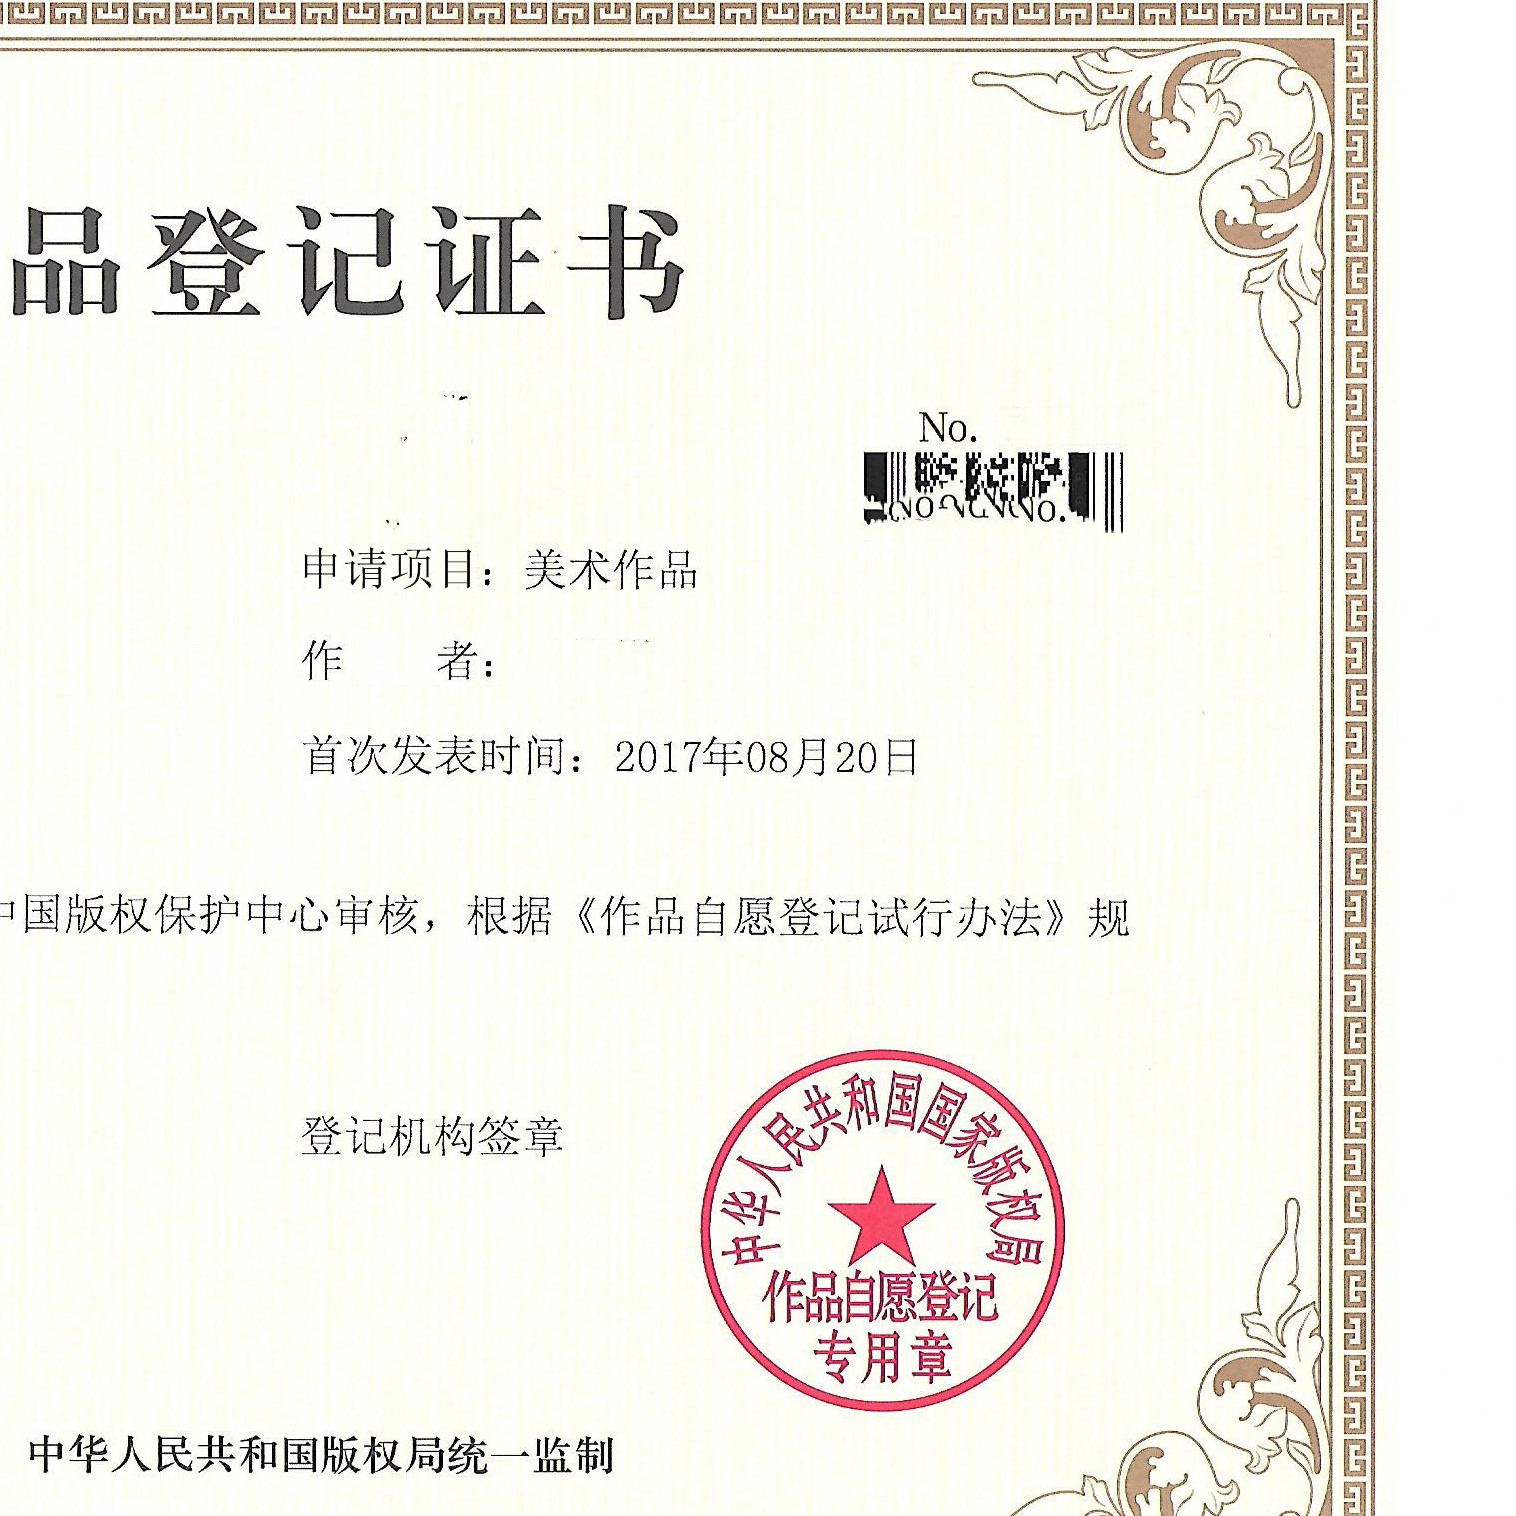 品登记证书
No.
申请项目：美术作品
作　　者：
首次发表时间：2017年08月20日
中国版权保护中心审核，根据《作品自愿登记试行办法》规
登记机构签章
中华人民共和国国家版权局
作品自愿登记
专用章
中华人民共和国版权局统一监制